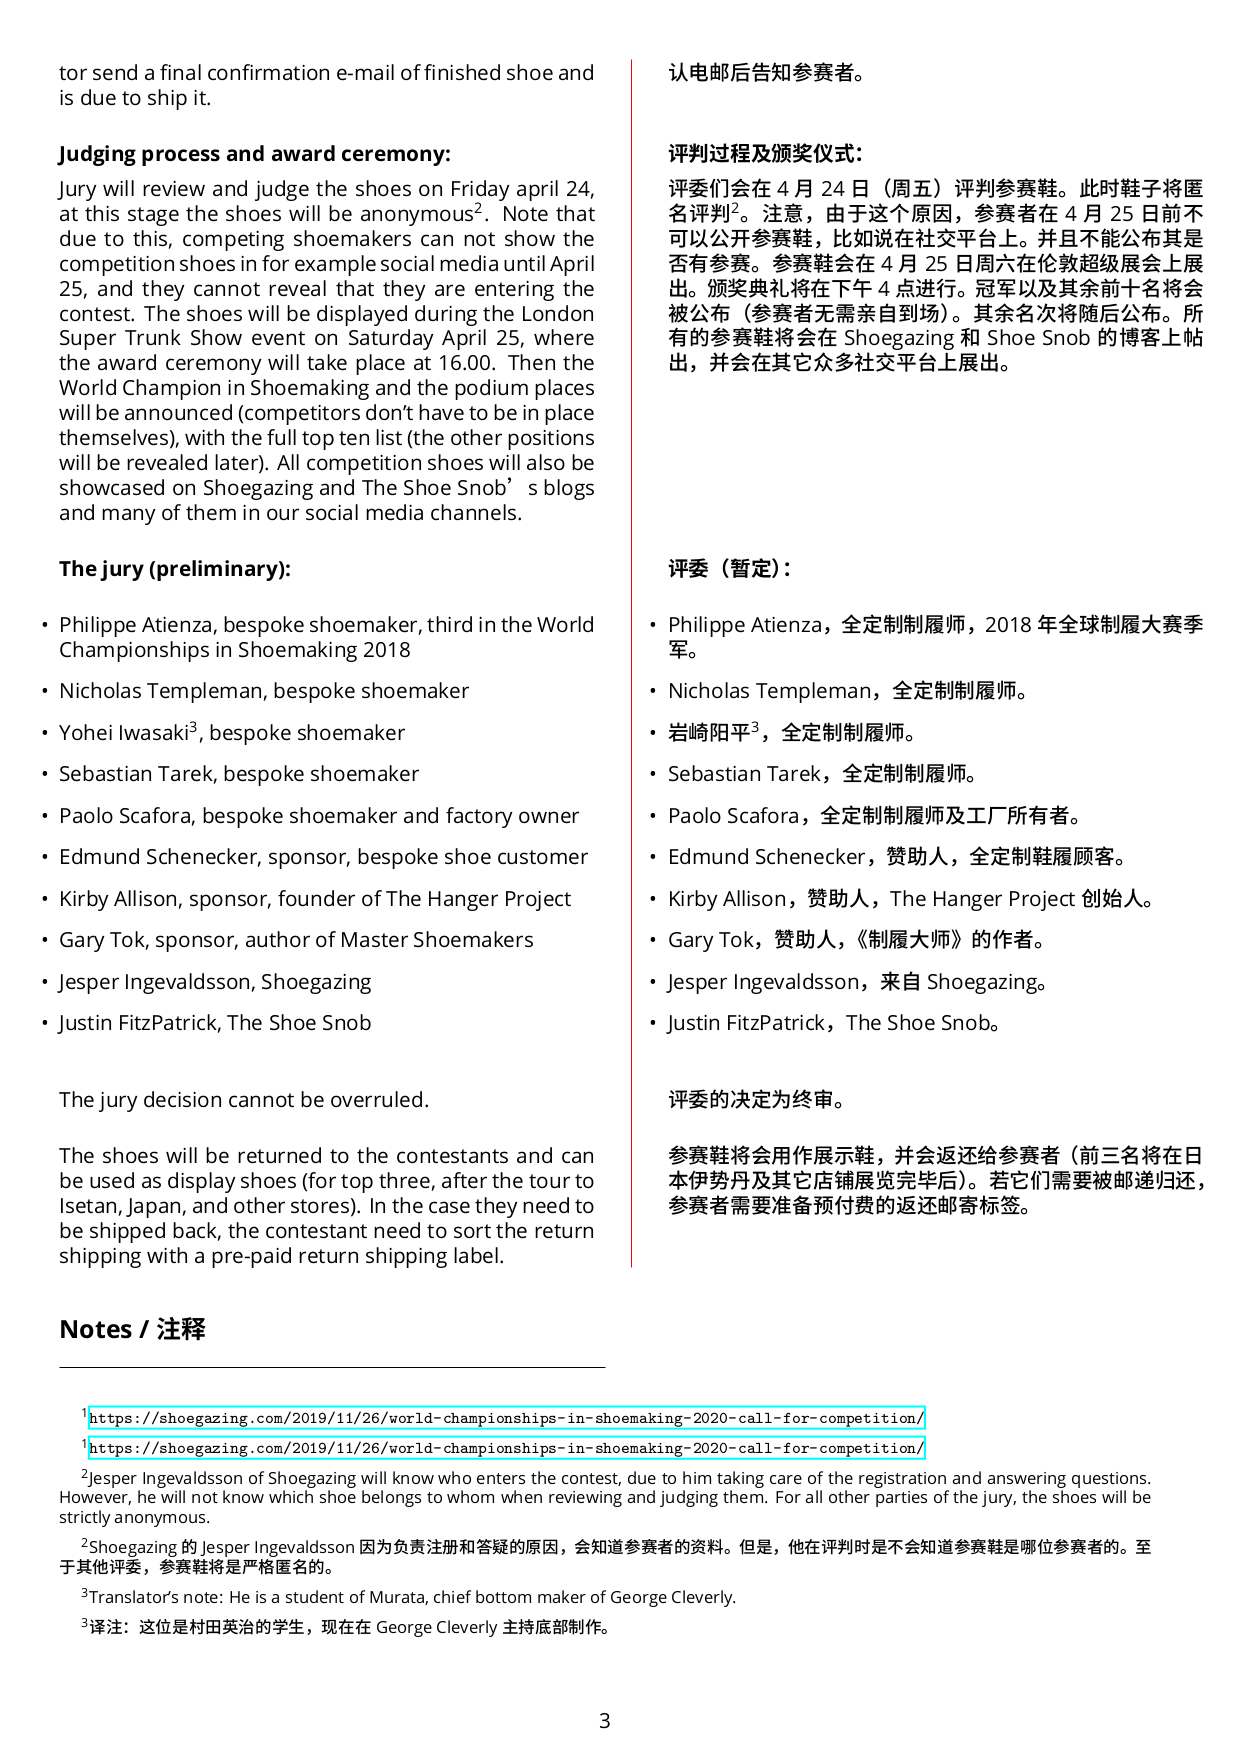 tor send a final confirmation e-mail of finished shoe and
is due to ship it.
Judging process and award ceremony:
Jury will review and judge the shoes on Friday april 24,
at this stage the shoes will be anonymous2. Note that
due to this, competing shoemakers can not show the
competition shoes in for example social media until April
25, and they cannot reveal that they are entering the
contest. The shoes will be displayed during the London
Super Trunk Show event on Saturday April 25, where
the award ceremony will take place at 16.00. Then the
World Champion in Shoemaking and the podium places
will be announced (competitors don't have to be in place
themselves), with the full top ten list (the other positions
will be revealed later). All competition shoes will also be
showcased on Shoegazing and The Shoe Snob’ s blogs
and many of them in our social media channels.
The jury (preliminary):
• Philippe Atienza, bespoke shoemaker, third in the World
Championships in Shoemaking 2018
• Nicholas Templeman, bespoke shoemaker
• Yohei Iwasaki3, bespoke shoemaker
• Sebastian Tarek, bespoke shoemaker
• Paolo Scafora, bespoke shoemaker and factory owner
• Edmund Schenecker, sponsor, bespoke shoe customer
• Kirby Allison, sponsor, founder of The Hanger Project
• Gary Tok, sponsor, author of Master Shoemakers
• Jesper Ingevaldsson, Shoegazing
• Justin FitzPatrick, The Shoe Snob
The jury decision cannot be overruled.
The shoes will be returned to the contestants and can
be used as display shoes (for top three, after the tour to
Isetan, Japan, and other stores). In the case they need to
be shipped back, the contestant need to sort the return
shipping with a pre-paid return shipping label.
认电邮后告知参赛者。
评判过程及颁奖仪式：
评委们会在 4 月 24 日（周五）评判参赛鞋。此时鞋子将匿
名评判2。注意，由于这个原因，参赛者在 4 月 25 日前不
可以公开参赛鞋，比如说在社交平台上。并且不能公布其是
否有参赛。参赛鞋会在 4 月 25 日周六在伦敦超级展会上展
出。颁奖典礼将在下午 4 点进行。冠军以及其余前十名将会
被公布（参赛者无需亲自到场）。其余名次将随后公布。所
有的参赛鞋将会在 Shoegazing 和 Shoe Snob 的博客上帖
出，并会在其它众多社交平台上展出。
评委（暂定）：
• Philippe Atienza，全定制制履师，2018 年全球制履大赛季
军。
• Nicholas Templeman，全定制制履师。
• 岩崎阳平3，全定制制履师。
• Sebastian Tarek，全定制制履师。
• Paolo Scafora，全定制制履师及工厂所有者。
• Edmund Schenecker，赞助人，全定制鞋履顾客。
• Kirby Allison，赞助人，The Hanger Project 创始人。
• Gary Tok，赞助人，《制履大师》的作者。
• Jesper Ingevaldsson，来自 Shoegazing。
• Justin FitzPatrick，The Shoe Snob。
评委的决定为终审。
参赛鞋将会用作展示鞋，并会返还给参赛者（前三名将在日
本伊势丹及其它店铺展览完毕后）。若它们需要被邮递归还，
参赛者需要准备预付费的返还邮寄标签。
Notes / 注释
1https://shoegazing.com/2019/11/26/world-championships-in-shoemaking-2020-call-for-competition/
1https://shoegazing.com/2019/11/26/world-championships-in-shoemaking-2020-call-for-competition/
2Jesper Ingevaldsson of Shoegazing will know who enters the contest, due to him taking care of the registration and answering questions.
However, he will not know which shoe belongs to whom when reviewing and judging them. For all other parties of the jury, the shoes will be
strictly anonymous.
2Shoegazing 的 Jesper Ingevaldsson 因为负责注册和答疑的原因，会知道参赛者的资料。但是，他在评判时是不会知道参赛鞋是哪位参赛者的。至
于其他评委，参赛鞋将是严格匿名的。
3Translator's note: He is a student of Murata, chief bottom maker of George Cleverly.
3译注：这位是村田英治的学生，现在在 George Cleverly 主持底部制作。
3